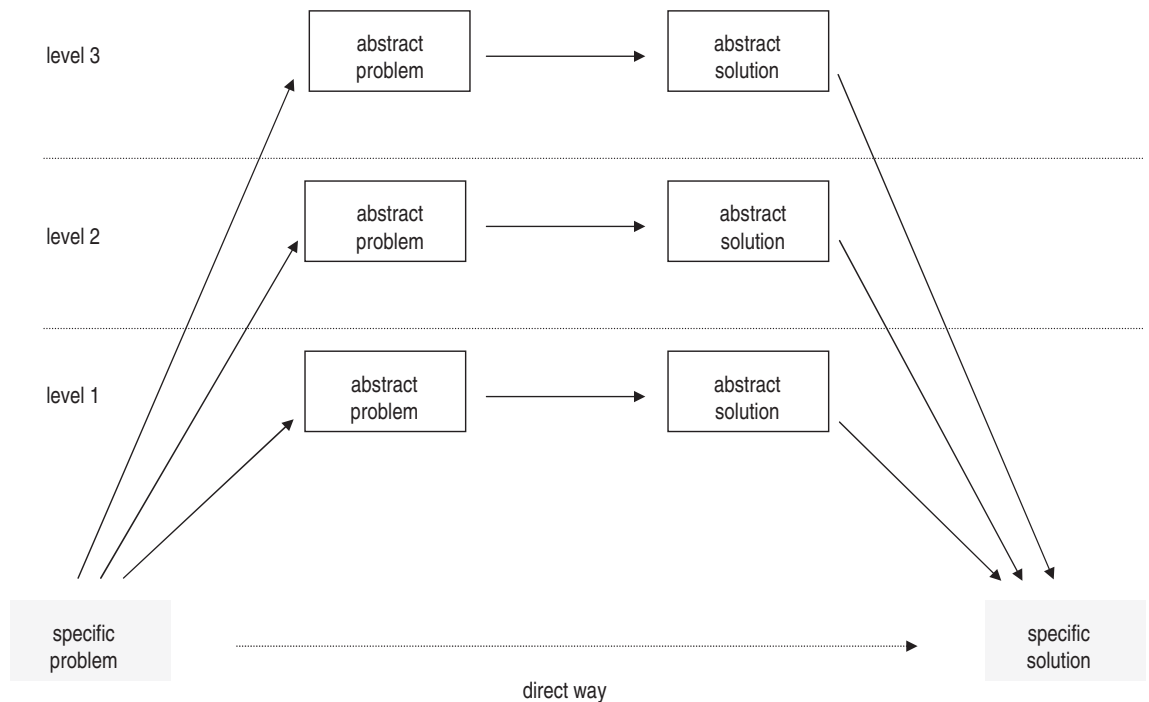 level 3
abstract
problem
abstract
solution
level 2
abstract
problem
abstract
solution
level 1
abstract
problem
abstract
solution
specific
problem
specific
solution
direct way